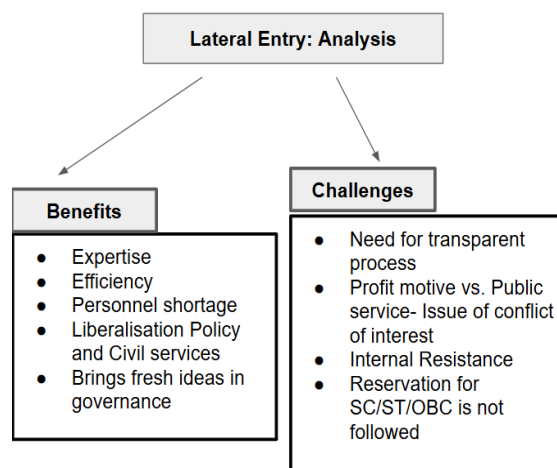 Lateral Entry: Analysis
Benefits
● Expertise
● Efficiency
● Personnel shortage
● Liberalisation Policy
and Civil services
● Brings fresh ideas in
governance
Challenges
● Need for transparent
process
● Profit motive vs. Public
service- Issue of conflict
of interest
● Internal Resistance
● Reservation for
SC/ST/OBC is not
followed